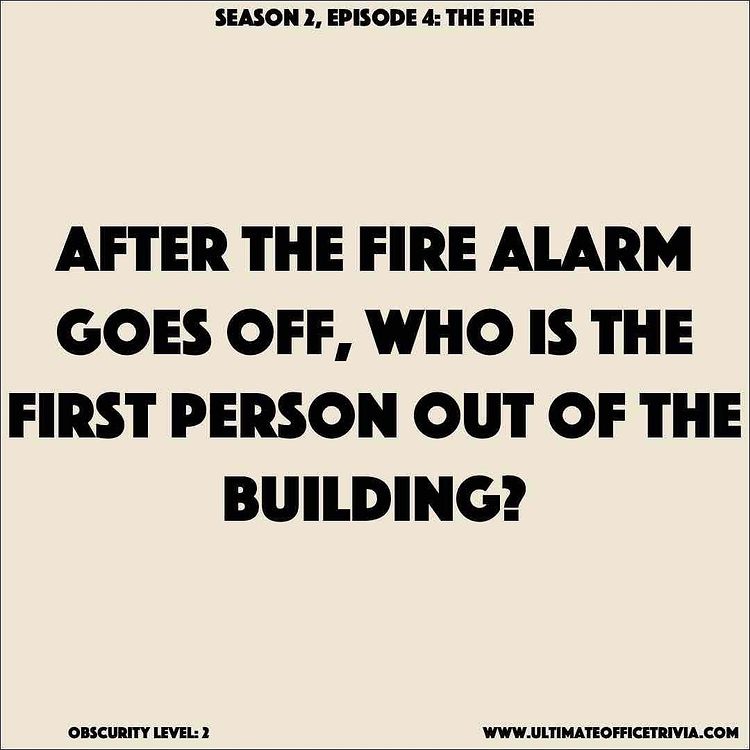 SEASON 2, EPISODE 4: THE FIRE
AFTER THE FIRE ALARM
GOES OFF, WHO IS THE
FIRST PERSON OUT OF THE
BUILDING?
OBSCURITY LEVEL: 2
WWW.ULTIMATEOFFICETRIVIA.COM